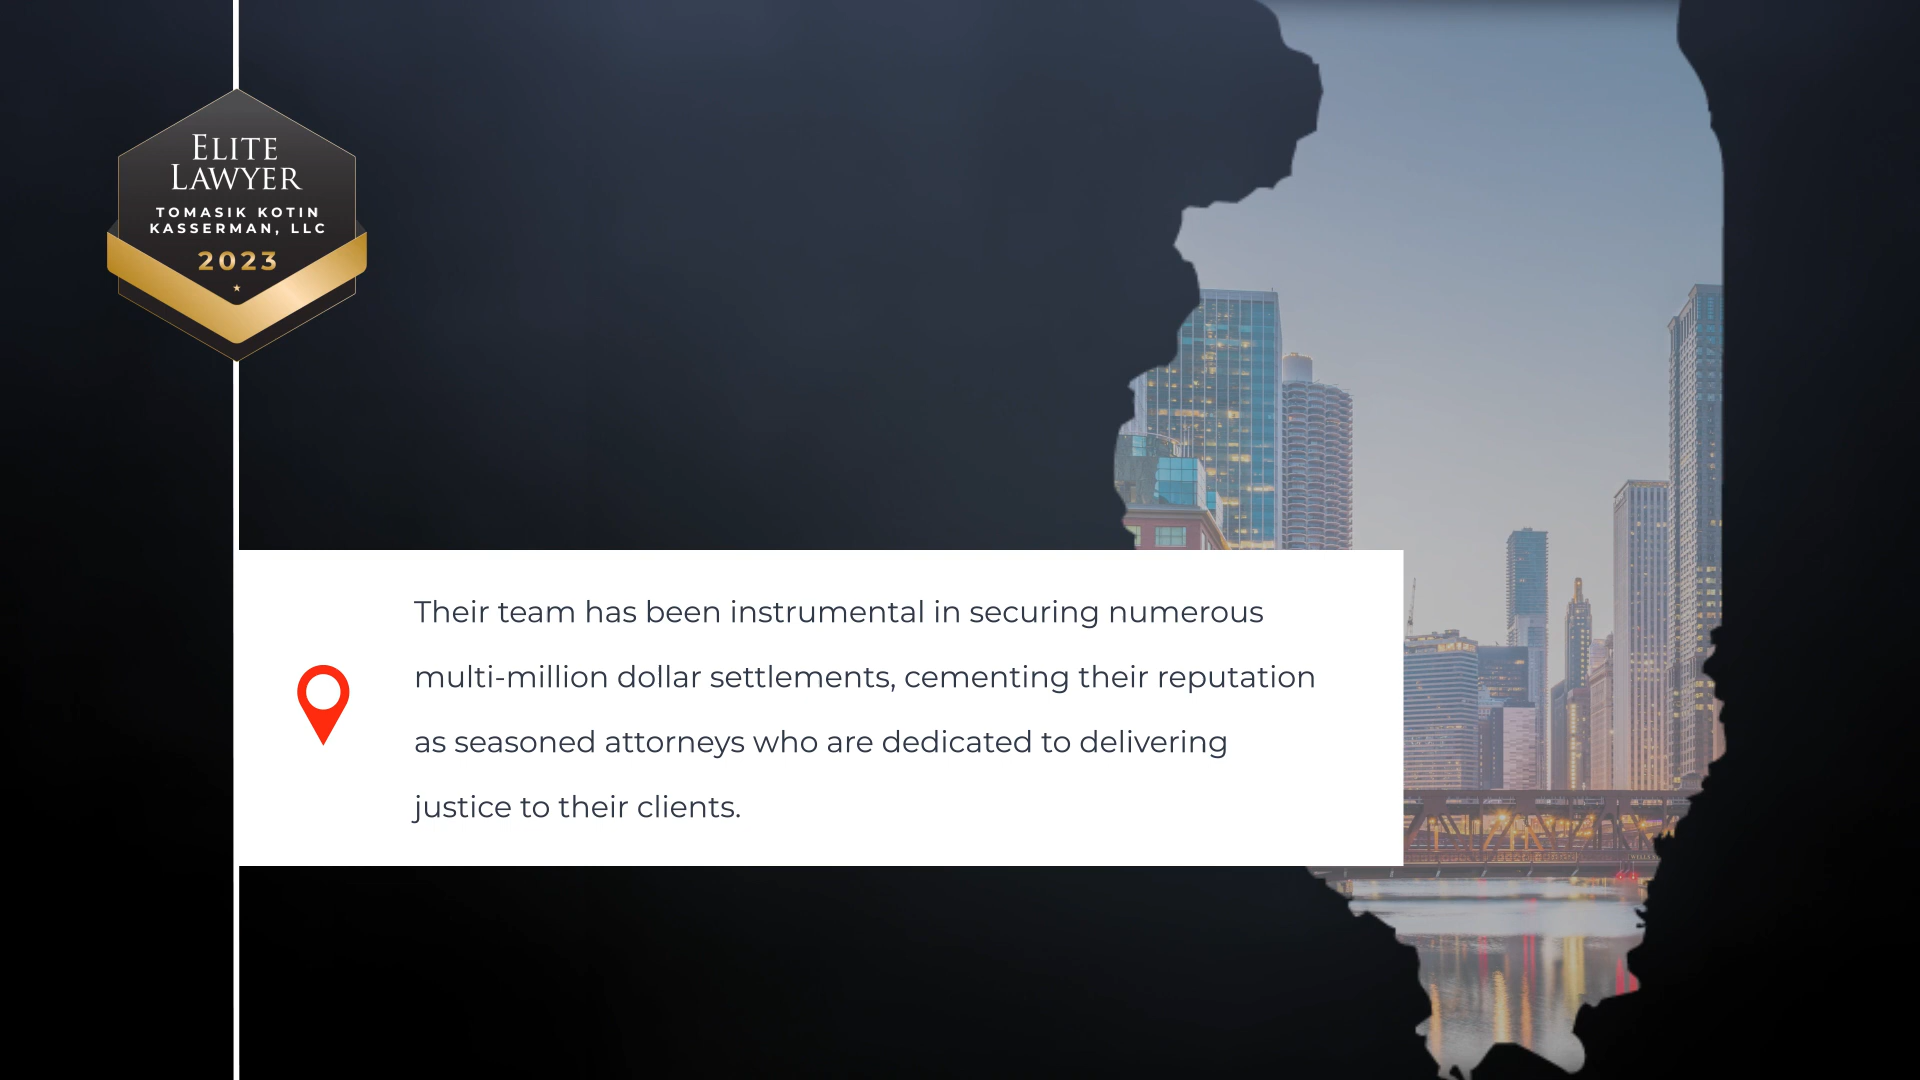 ELITE
LAWYER
TOMASIK KOTIN
KASSERMAN, LLC
2023
Their team has been instrumental in securing numerous
multi-million dollar settlements, cementing their reputation
as seasoned attorneys who are dedicated to delivering
justice to their clients.